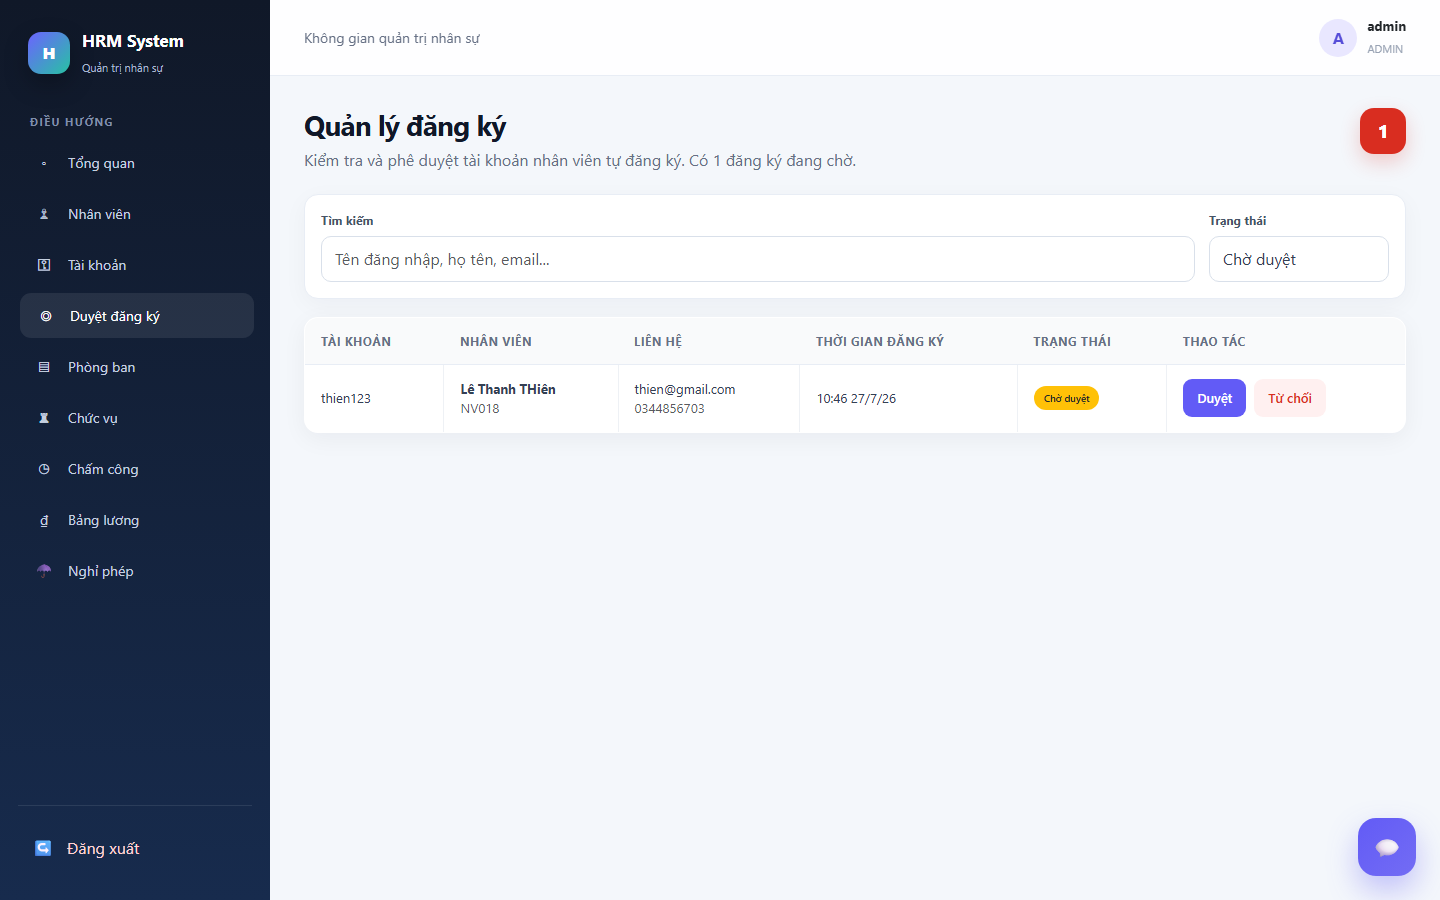 H
HRM System
Quản trị nhân sự
ĐIỀU HƯỚNG
Tổng quan
Nhân viên
Tài khoản
Duyệt đăng ký
Phòng ban
Chức vụ
Chấm công
₫ Bảng lương
Nghỉ phép
Đăng xuất
Không gian quản trị nhân sự
A
admin
ADMIN
Quản lý đăng ký
Kiểm tra và phê duyệt tài khoản nhân viên tự đăng ký. Có 1 đăng ký đang chờ.
1
Tìm kiếm
Trạng thái
Tên đăng nhập, họ tên, email...
Chờ duyệt
TÀI KHOẢN NHÂN VIÊN LIÊN HỆ THỜI GIAN ĐĂNG KÝ TRẠNG THÁI THAO TÁC
thien123
Lê Thanh THiên
NV018
thien@gmail.com
0344856703
10:46 27/7/26
Chờ duyệt
Duyệt
Từ chối